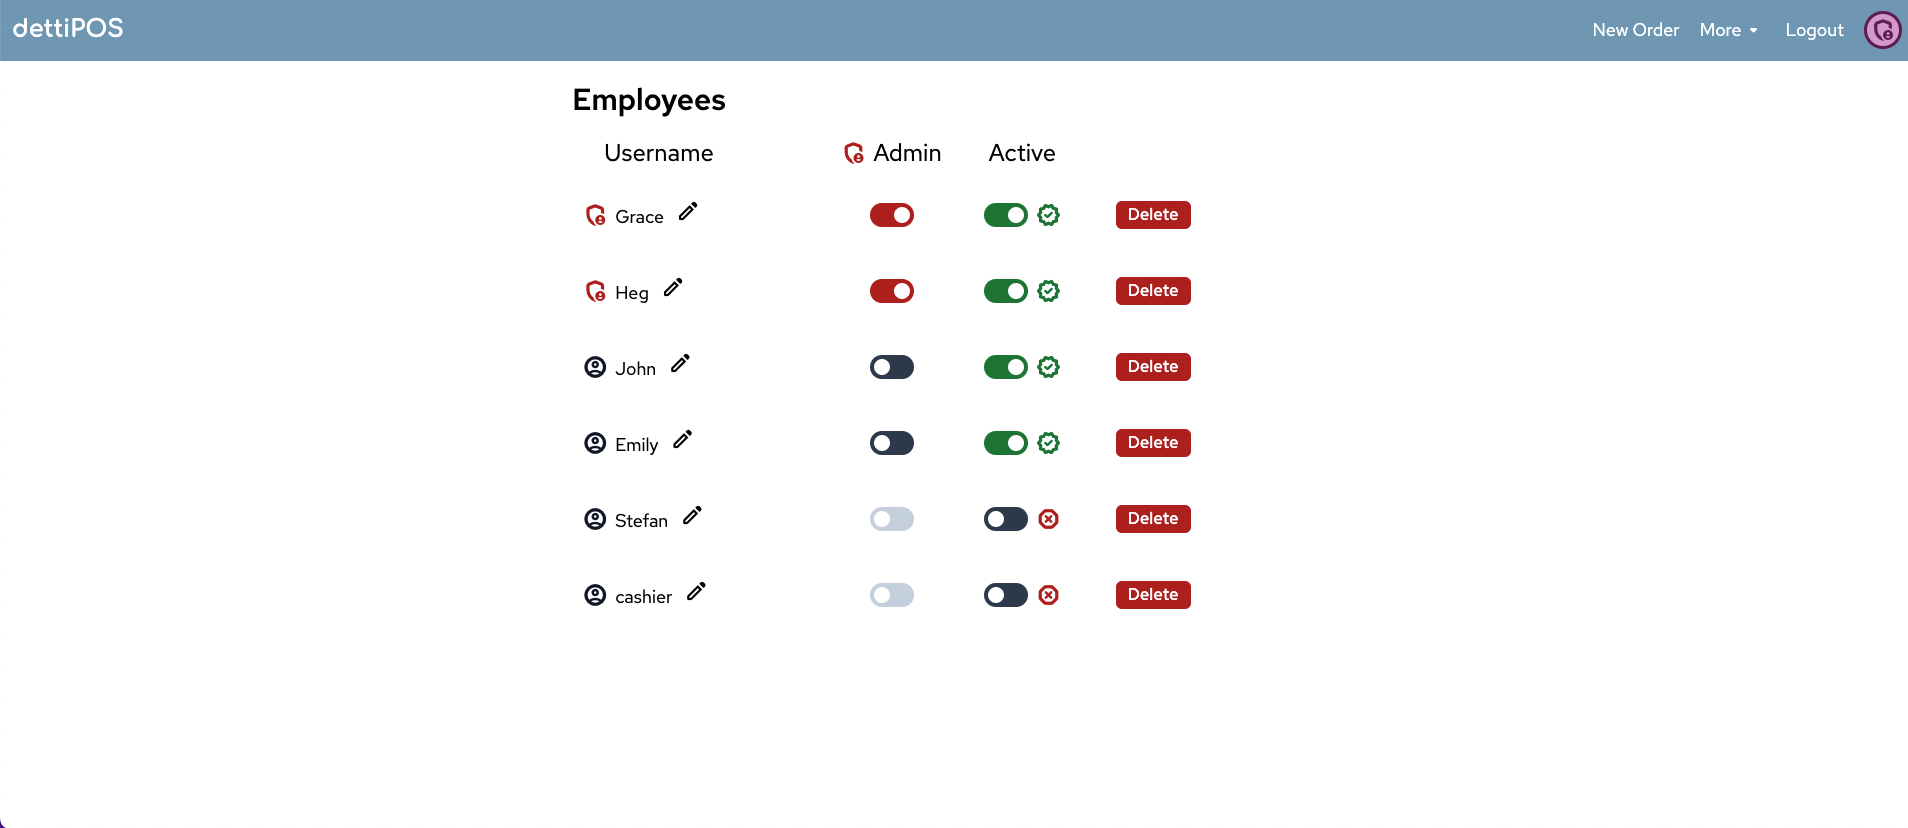 dettiPOS
New Order More Logout
Employees
Username Admin Active
Grace Delete
Heg Delete
John Delete
Emily Delete
Stefan Delete
cashier Delete